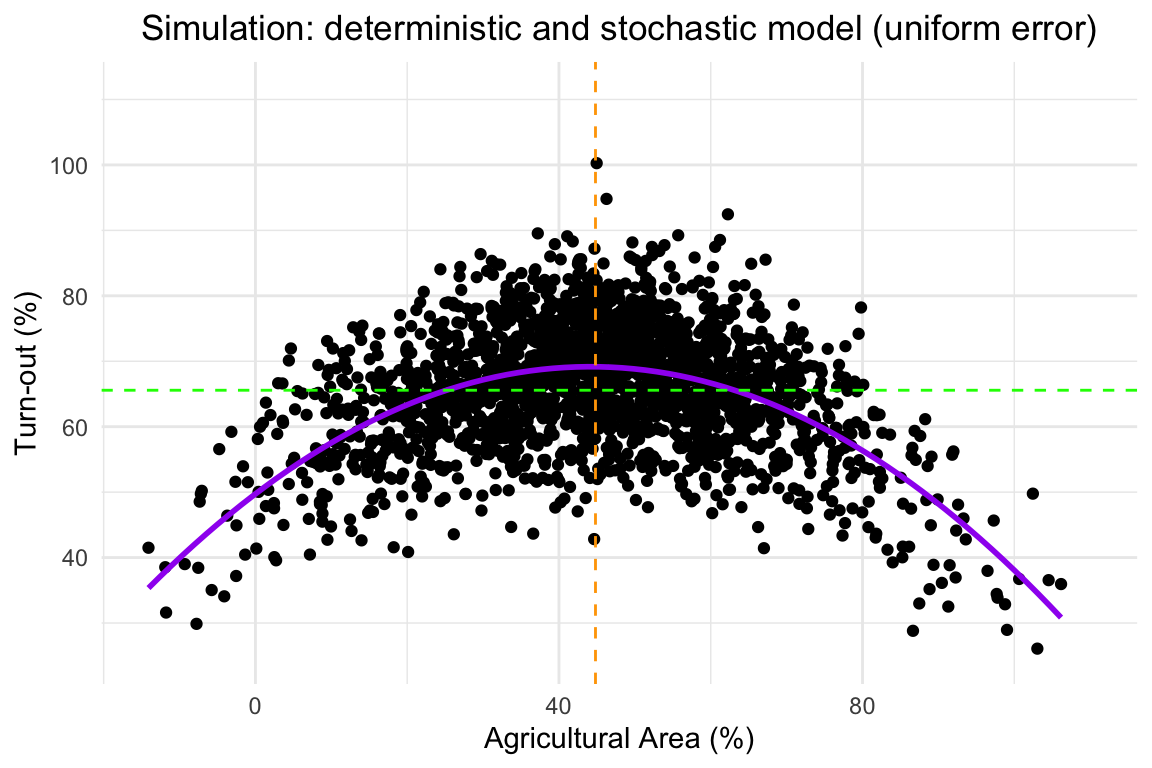 Simulation: deterministic and stochastic model (uniform error)
Turn-out (%)
100
80
60
40
0 40 80
Agricultural Area (%)